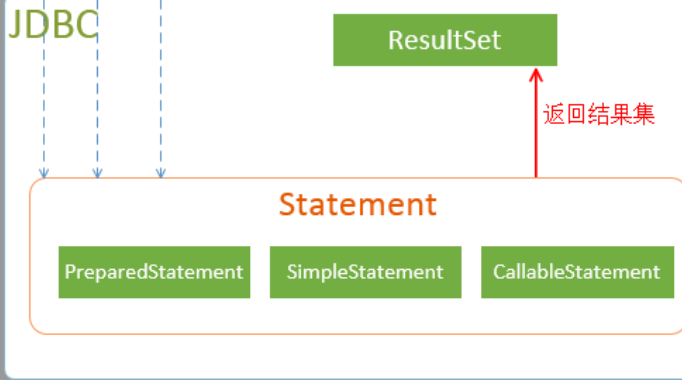 JDBC
ResultSet
返回结果集
Statement
PreparedStatement
SimpleStatement
CallableStatement